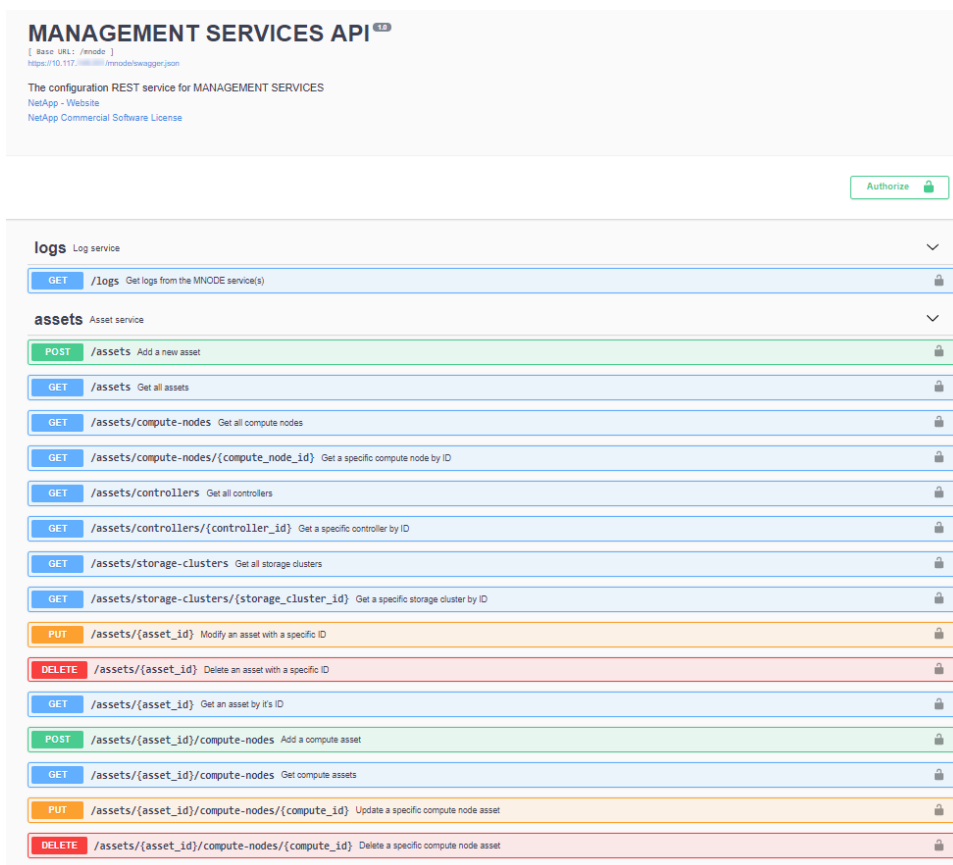 MANAGEMENT SERVICES API 1.0
[ Base URL: /mnode ]
https://10.117. /mnode/swagger.json
The configuration REST service for MANAGEMENT SERVICES
NetApp - Website
NetApp Commercial Software License
Authorize
logs Log service
GET /logs Get logs from the MNODE service(s)
assets Asset service
POST /assets Add a new asset
GET /assets Get all assets
GET /assets/compute-nodes Get all compute nodes
GET /assets/compute-nodes/{compute_node_id} Get a specific compute node by ID
GET /assets/controllers Get all controllers
GET /assets/controllers/{controller_id} Get a specific controller by ID
GET /assets/storage-clusters Get all storage clusters
GET /assets/storage-clusters/{storage_cluster_id} Get a specific storage cluster by ID
PUT /assets/{asset_id} Modify an asset with a specific ID
DELETE /assets/{asset_id} Delete an asset with a specific ID
GET /assets/{asset_id} Get an asset by it's ID
POST /assets/{asset_id}/compute-nodes Add a compute asset
GET /assets/{asset_id}/compute-nodes Get compute assets
PUT /assets/{asset_id}/compute-nodes/{compute_id} Update a specific compute node asset
DELETE /assets/{asset_id}/compute-nodes/{compute_id} Delete a specific compute node asset